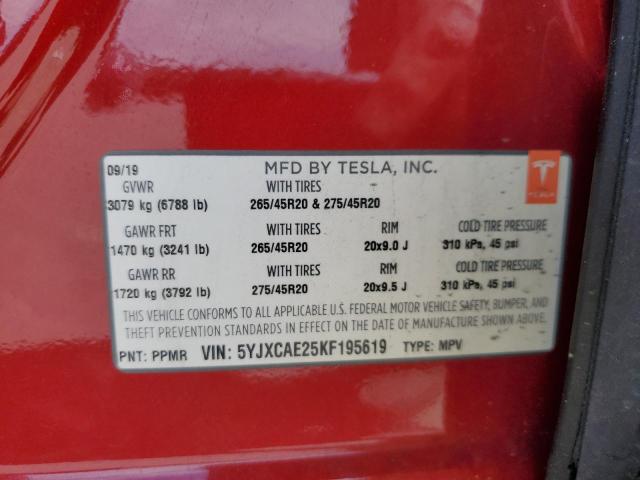 09/19 MFD BY TESLA, INC.
GVWR WITH TIRES
3079 kg (6788 lb) 265/45R20 & 275/45R20
GAWR FRT WITH TIRES RIM COLD TIRE PRESSURE
1470 kg (3241 lb) 265/45R20 20x9.0 J 310 kPa, 45 psi
GAWR RR WITH TIRES RIM COLD TIRE PRESSURE
1720 kg (3792 lb) 275/45R20 20x9.5 J 310 kPa, 45 psi
THIS VEHICLE CONFORMS TO ALL APPLICABLE U.S. FEDERAL MOTOR VEHICLE SAFETY, BUMPER, AND
THEFT PREVENTION STANDARDS IN EFFECT ON THE DATE OF MANUFACTURE SHOWN ABOVE.
PNT: PPMR VIN: 5YJXCAE25KF195619 TYPE: MPV
TESLA